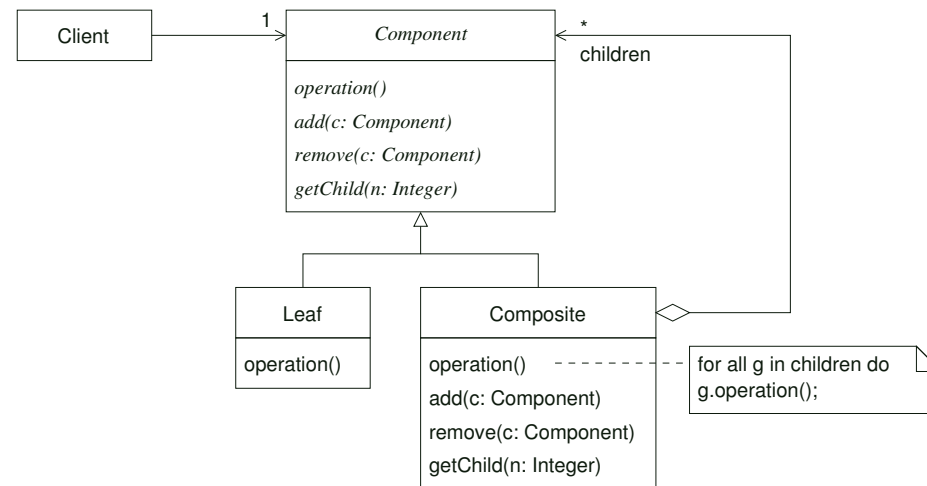 Client
1
Component
*
children
operation()
add(c: Component)
remove(c: Component)
getChild(n: Integer)
Leaf
operation()
Composite
operation()
add(c: Component)
remove(c: Component)
getChild(n: Integer)
for all g in children do
g.operation();